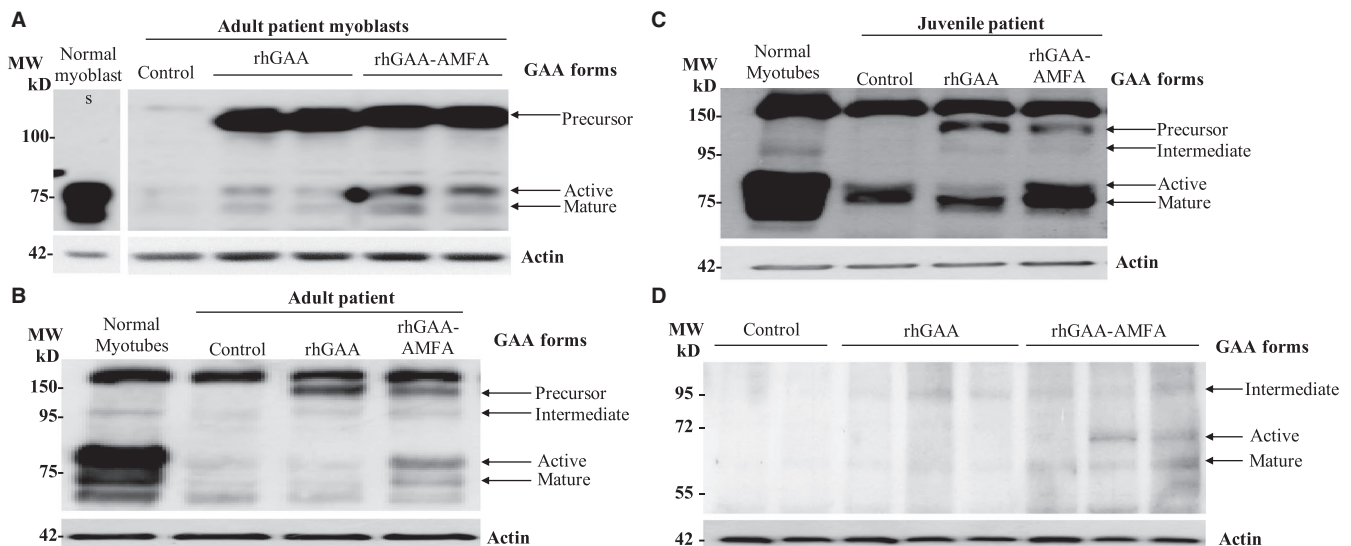 A
Adult patient myoblasts
Normal
myoblast
s
MW
kD
Control
rhGAA
rhGAA-AMFA
GAA forms
100-
75-
42-
Precursor
Active
Mature
Actin
B
Adult patient
Normal
Myotubes
MW
kD
Control
rhGAA
rhGAA-
AMFA
GAA forms
150-
95-
75-
42-
Precursor
Intermediate
Active
Mature
Actin
C
Juvenile patient
Normal
Myotubes
MW
kD
Control
rhGAA
rhGAA-
AMFA
GAA forms
150-
95-
75-
42-
Precursor
Intermediate
Active
Mature
Actin
D
MW
kD
Control
rhGAA
rhGAA-AMFA
GAA forms
95 -
72 -
55 -
42 -
Intermediate
Active
Mature
Actin